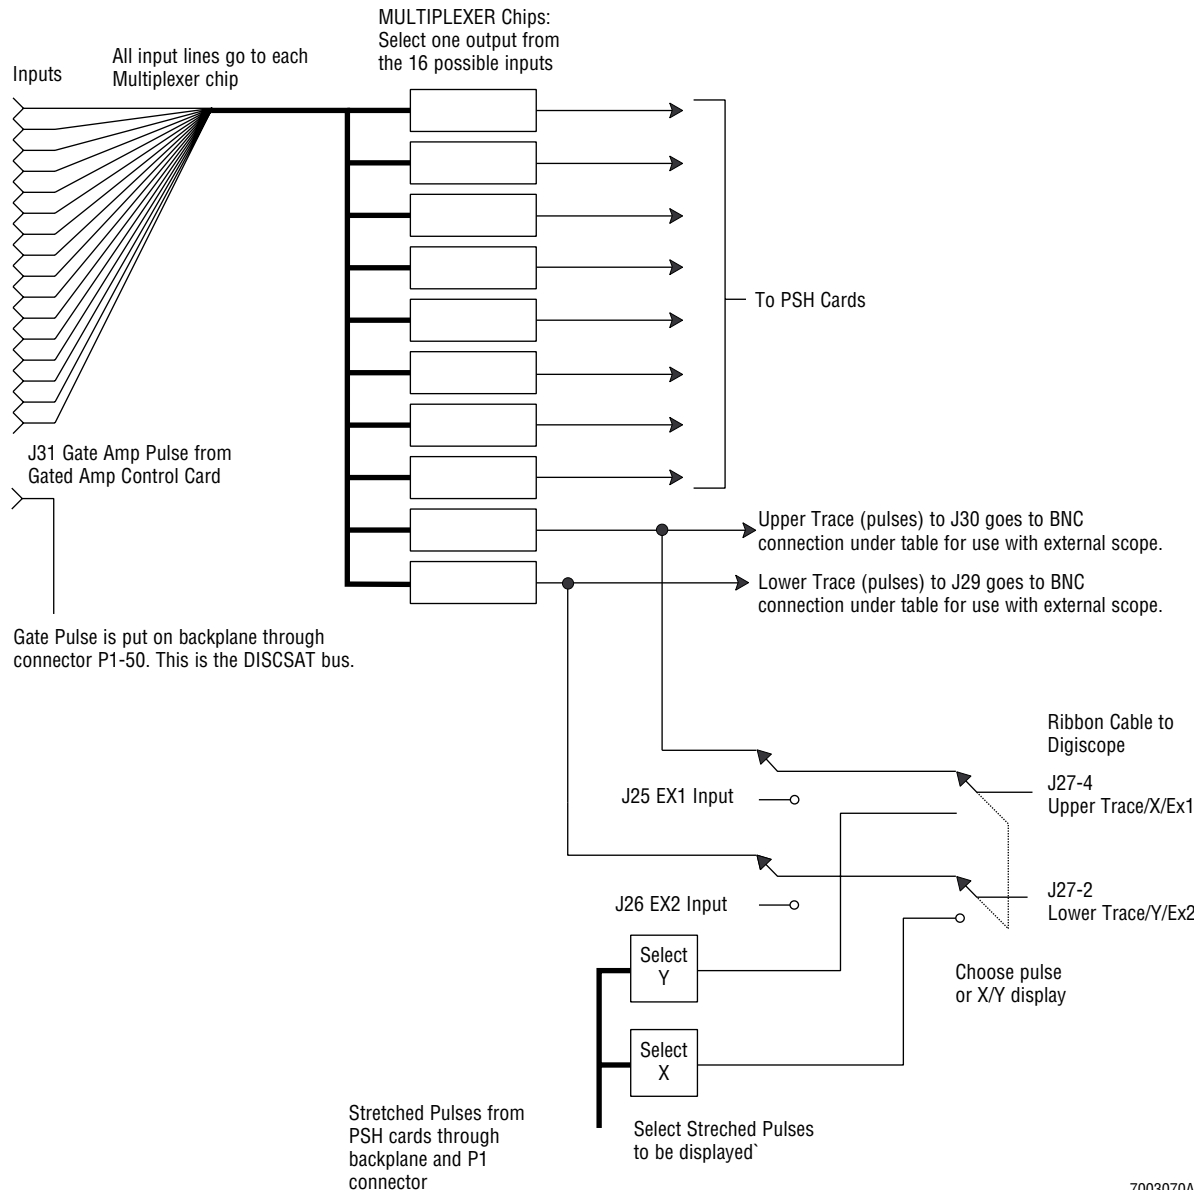 MULTIPLEXER Chips:
Select one output from
the 16 possible inputs
All input lines go to each
Multiplexer chip
Inputs
To PSH Cards
J31 Gate Amp Pulse from
Gated Amp Control Card
Upper Trace (pulses) to J30 goes to BNC
connection under table for use with external scope.
Lower Trace (pulses) to J29 goes to BNC
connection under table for use with external scope.
Gate Pulse is put on backplane through
connector P1-50. This is the DISCSAT bus.
Ribbon Cable to
Digiscope
J27-4
Upper Trace/X/Ex1
J25 EX1 Input
J27-2
Lower Trace/Y/Ex2
J26 EX2 Input
Select
Y
Choose pulse
or X/Y display
Select
X
Stretched Pulses from
PSH cards through
backplane and P1
connector
Select Streched Pulses
to be displayed`
7003070A